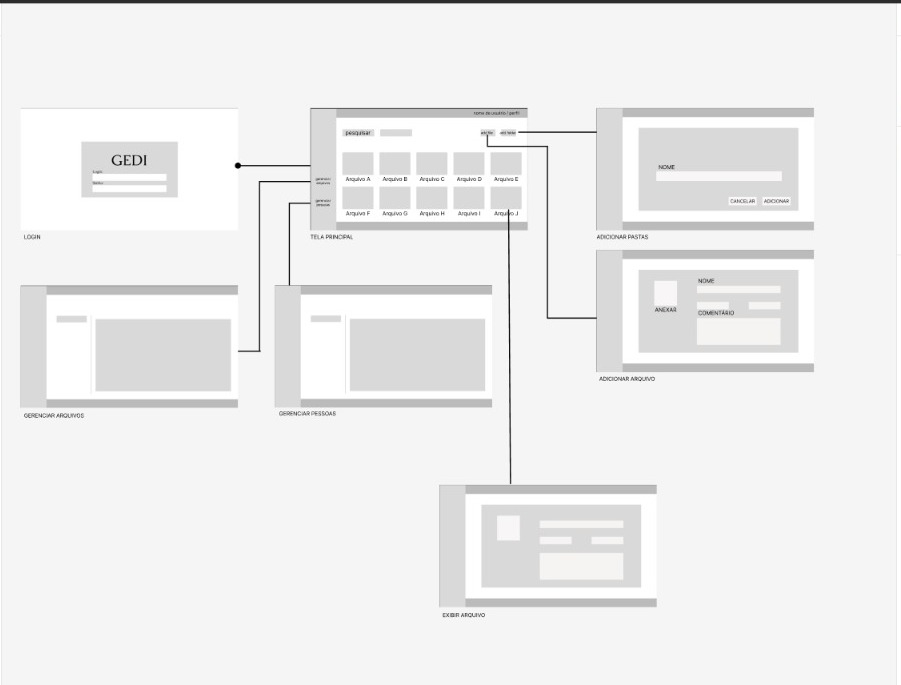 GEDI
Login
Senha
LOGIN
nome de usuário / perfil
pesquisar
add file
add folder
gerenciar
arquivos
gerenciar
pessoas
Arquivo A
Arquivo B
Arquivo C
Arquivo D
Arquivo E
Arquivo F
Arquivo G
Arquivo H
Arquivo I
Arquivo J
TELA PRINCIPAL
NOME
CANCELAR
ADICIONAR
ADICIONAR PASTAS
NOME
ANEXAR
COMENTÁRIO
ADICIONAR ARQUIVO
GERENCIAR ARQUIVOS
GERENCIAR PESSOAS
EXIBIR ARQUIVO